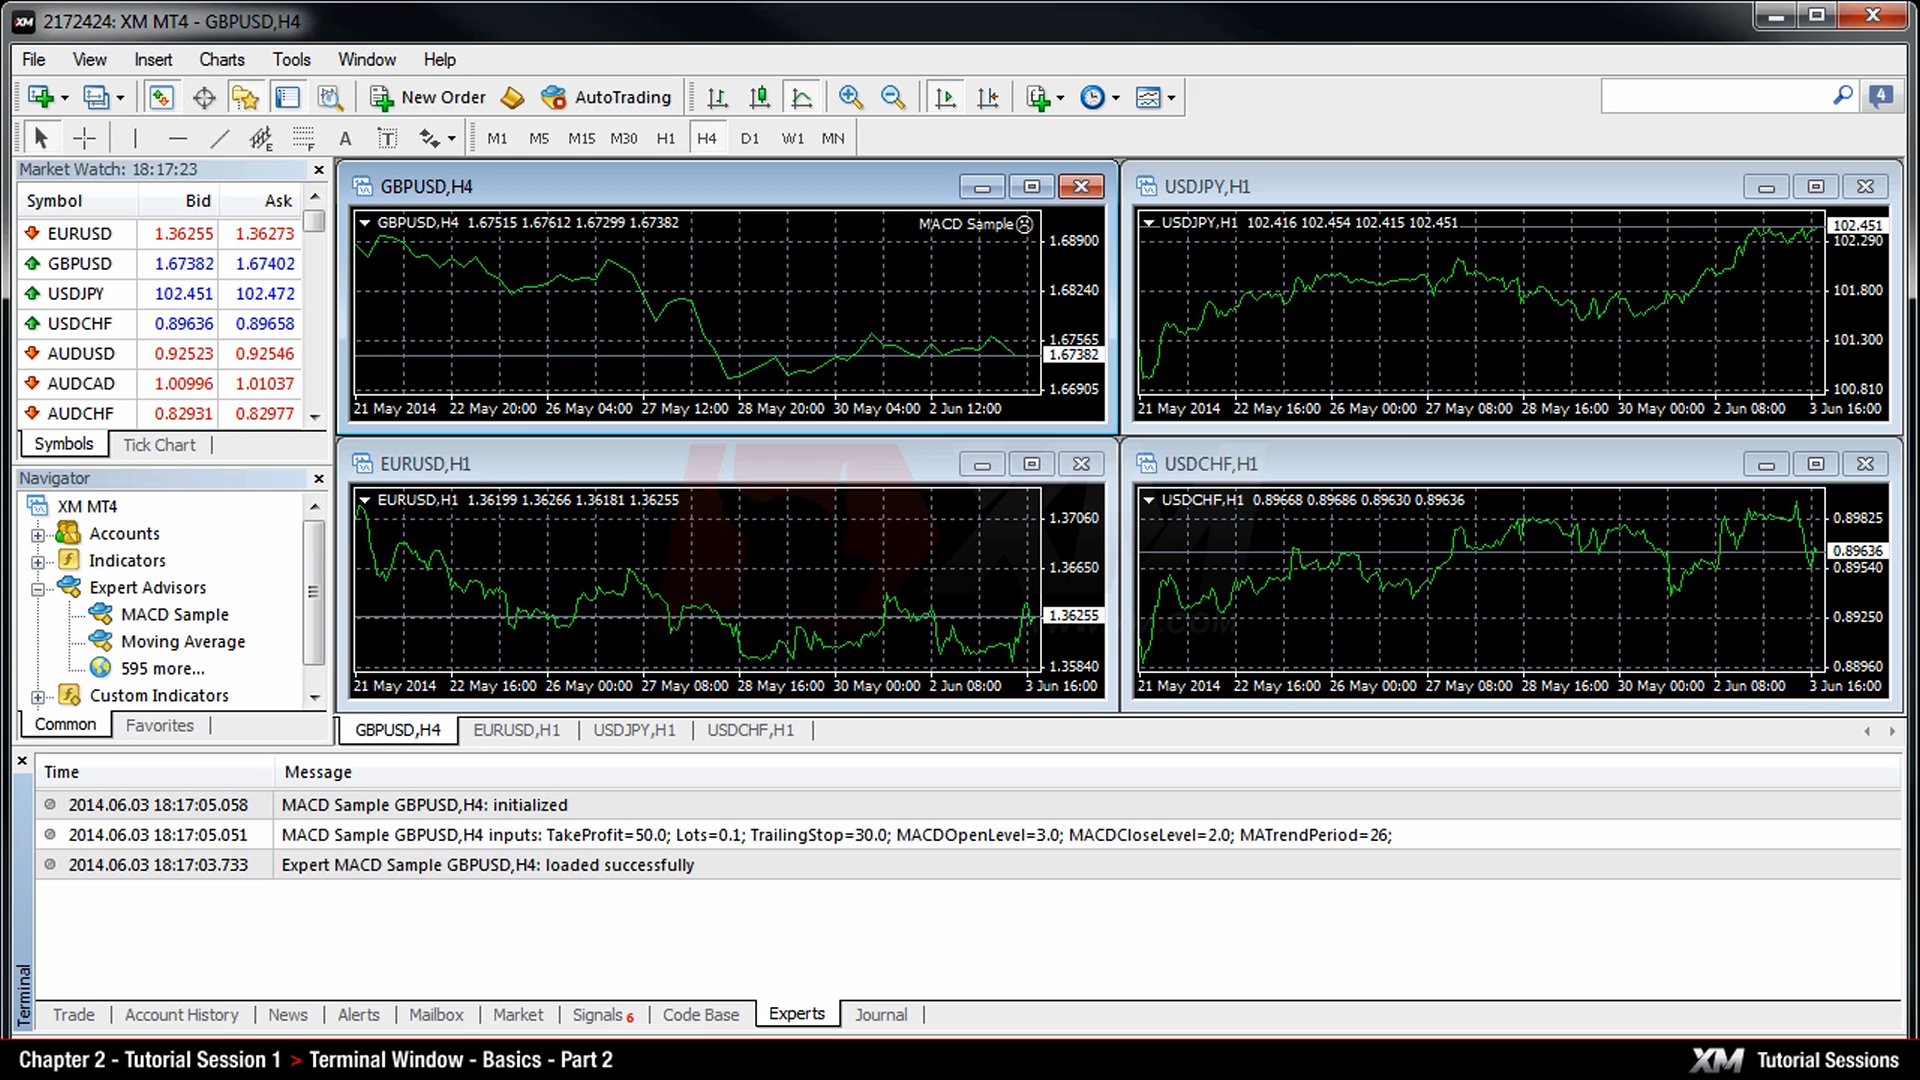 XM 2172424: XM MT4 - GBPUSD,H4
File View Insert Charts Tools Window Help
New Order AutoTrading 4
A T M1 M5 M15 M30 H1 H4 D1 W1 MN
Market Watch: 18:17:23
Symbol Bid Ask
EURUSD 1.36255 1.36273
GBPUSD 1.67382 1.67402
USDJPY 102.451 102.472
USDCHF 0.89636 0.89658
AUDUSD 0.92523 0.92546
AUDCAD 1.00996 1.01037
AUDCHF 0.82931 0.82977
Symbols Tick Chart
Navigator
XM MT4
Accounts
Indicators
Expert Advisors
MACD Sample
Moving Average
595 more...
Custom Indicators
Common Favorites
GBPUSD,H4
GBPUSD,H4 1.67515 1.67612 1.67299 1.67382 MACD Sample
1.68900
1.68240
1.67565
1.67382
1.66905
21 May 2014 22 May 20:00 26 May 04:00 27 May 12:00 28 May 20:00 30 May 04:00 2 Jun 12:00
USDJPY,H1
USDJPY,H1 102.416 102.454 102.415 102.451
102.451
102.290
101.800
101.300
100.810
21 May 2014 22 May 16:00 26 May 00:00 27 May 08:00 28 May 16:00 30 May 00:00 2 Jun 08:00 3 Jun 16:00
EURUSD,H1
EURUSD,H1 1.36199 1.36266 1.36181 1.36255
1.37060
1.36650
1.36255
1.35840
21 May 2014 22 May 16:00 26 May 00:00 27 May 08:00 28 May 16:00 30 May 00:00 2 Jun 08:00 3 Jun 16:00
USDCHF,H1
USDCHF,H1 0.89668 0.89686 0.89630 0.89636
0.89825
0.89636
0.89540
0.89250
0.88960
21 May 2014 22 May 16:00 26 May 00:00 27 May 08:00 28 May 16:00 30 May 00:00 2 Jun 08:00 3 Jun 16:00
GBPUSD,H4 EURUSD,H1 USDJPY,H1 USDCHF,H1
Time Message
2014.06.03 18:17:05.058 MACD Sample GBPUSD,H4: initialized
2014.06.03 18:17:05.051 MACD Sample GBPUSD,H4 inputs: TakeProfit=50.0; Lots=0.1; TrailingStop=30.0; MACDOpenLevel=3.0; MACDCloseLevel=2.0; MATrendPeriod=26;
2014.06.03 18:17:03.733 Expert MACD Sample GBPUSD,H4: loaded successfully
Terminal
Trade Account History News Alerts Mailbox Market Signals 6 Code Base Experts Journal
Chapter 2 - Tutorial Session 1 > Terminal Window - Basics - Part 2
XM Tutorial Sessions